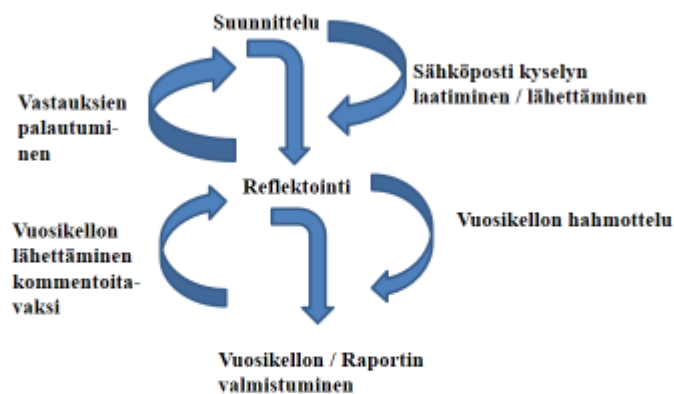 Suunnittelu
Sähköposti kyselyn
laatiminen / lähettäminen
Vastauksien
palautumi-
nen
Reflektointi
Vuosikellon hahmottelu
Vuosikellon
lähettäminen
kommentoita-
vaksi
Vuosikellon / Raportin
valmistuminen